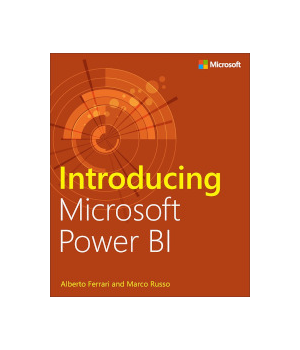 Microsoft
Introducing
Microsoft
Power BI
Alberto Ferrari and Marco Russo